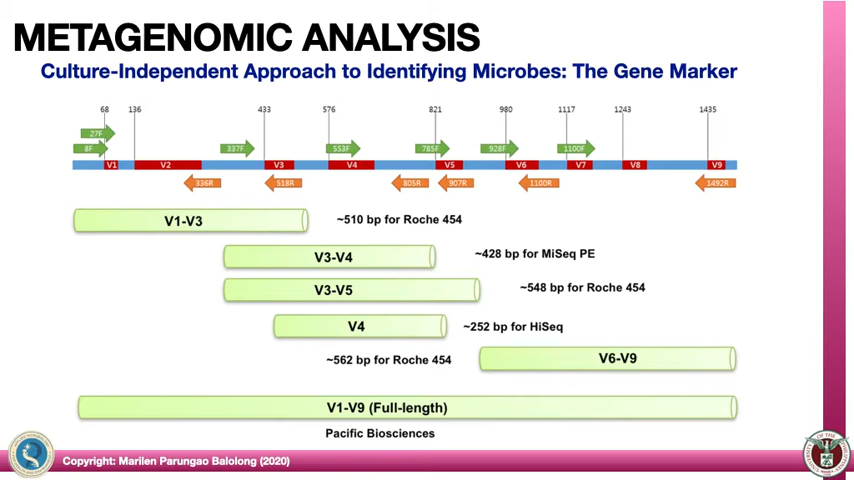 METAGENOMIC ANALYSIS
Culture-Independent Approach to Identifying Microbes: The Gene Marker
68 136 433 576 821 980 1117 1243 1435
27F
8F 337F 553F 785F 928F 1100F
V1 V2 V3 V4 V5 V6 V7 V8 V9
336R 518R 805R 907R 1100R 1492R
V1-V3 ~510 bp for Roche 454
V3-V4 ~428 bp for MiSeq PE
V3-V5 ~548 bp for Roche 454
V4 ~252 bp for HiSeq
~562 bp for Roche 454 V6-V9
V1-V9 (Full-length)
Pacific Biosciences
Copyright: Marilen Parungao Balolong (2020)